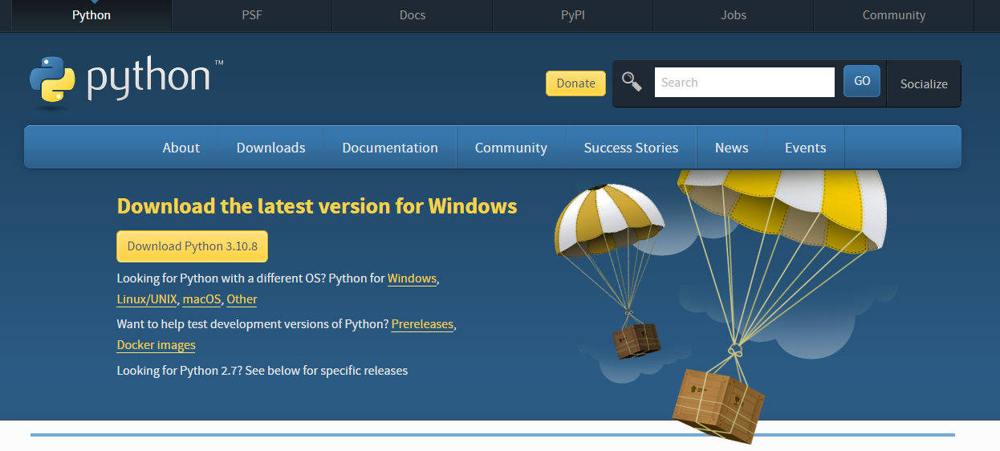 Python PSF Docs PyPI Jobs Community
python™
Donate Search GO Socialize
About Downloads Documentation Community Success Stories News Events
Download the latest version for Windows
Download Python 3.10.8
Looking for Python with a different OS? Python for Windows,
Linux/UNIX, macOS, Other
Want to help test development versions of Python? Prereleases,
Docker images
Looking for Python 2.7? See below for specific releases